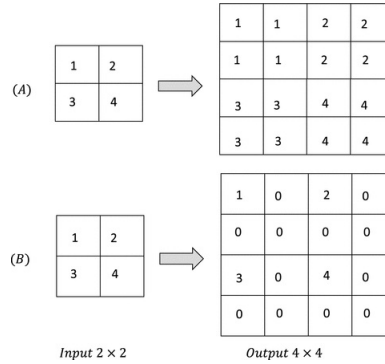 1 1 2 2
1 2 1 1 2 2
(A)
3 4 3 3 4 4
3 3 4 4
1 0 2 0
1 2 0 0 0 0
(B)
3 4 3 0 4 0
0 0 0 0
Input 2 × 2 Output 4 × 4